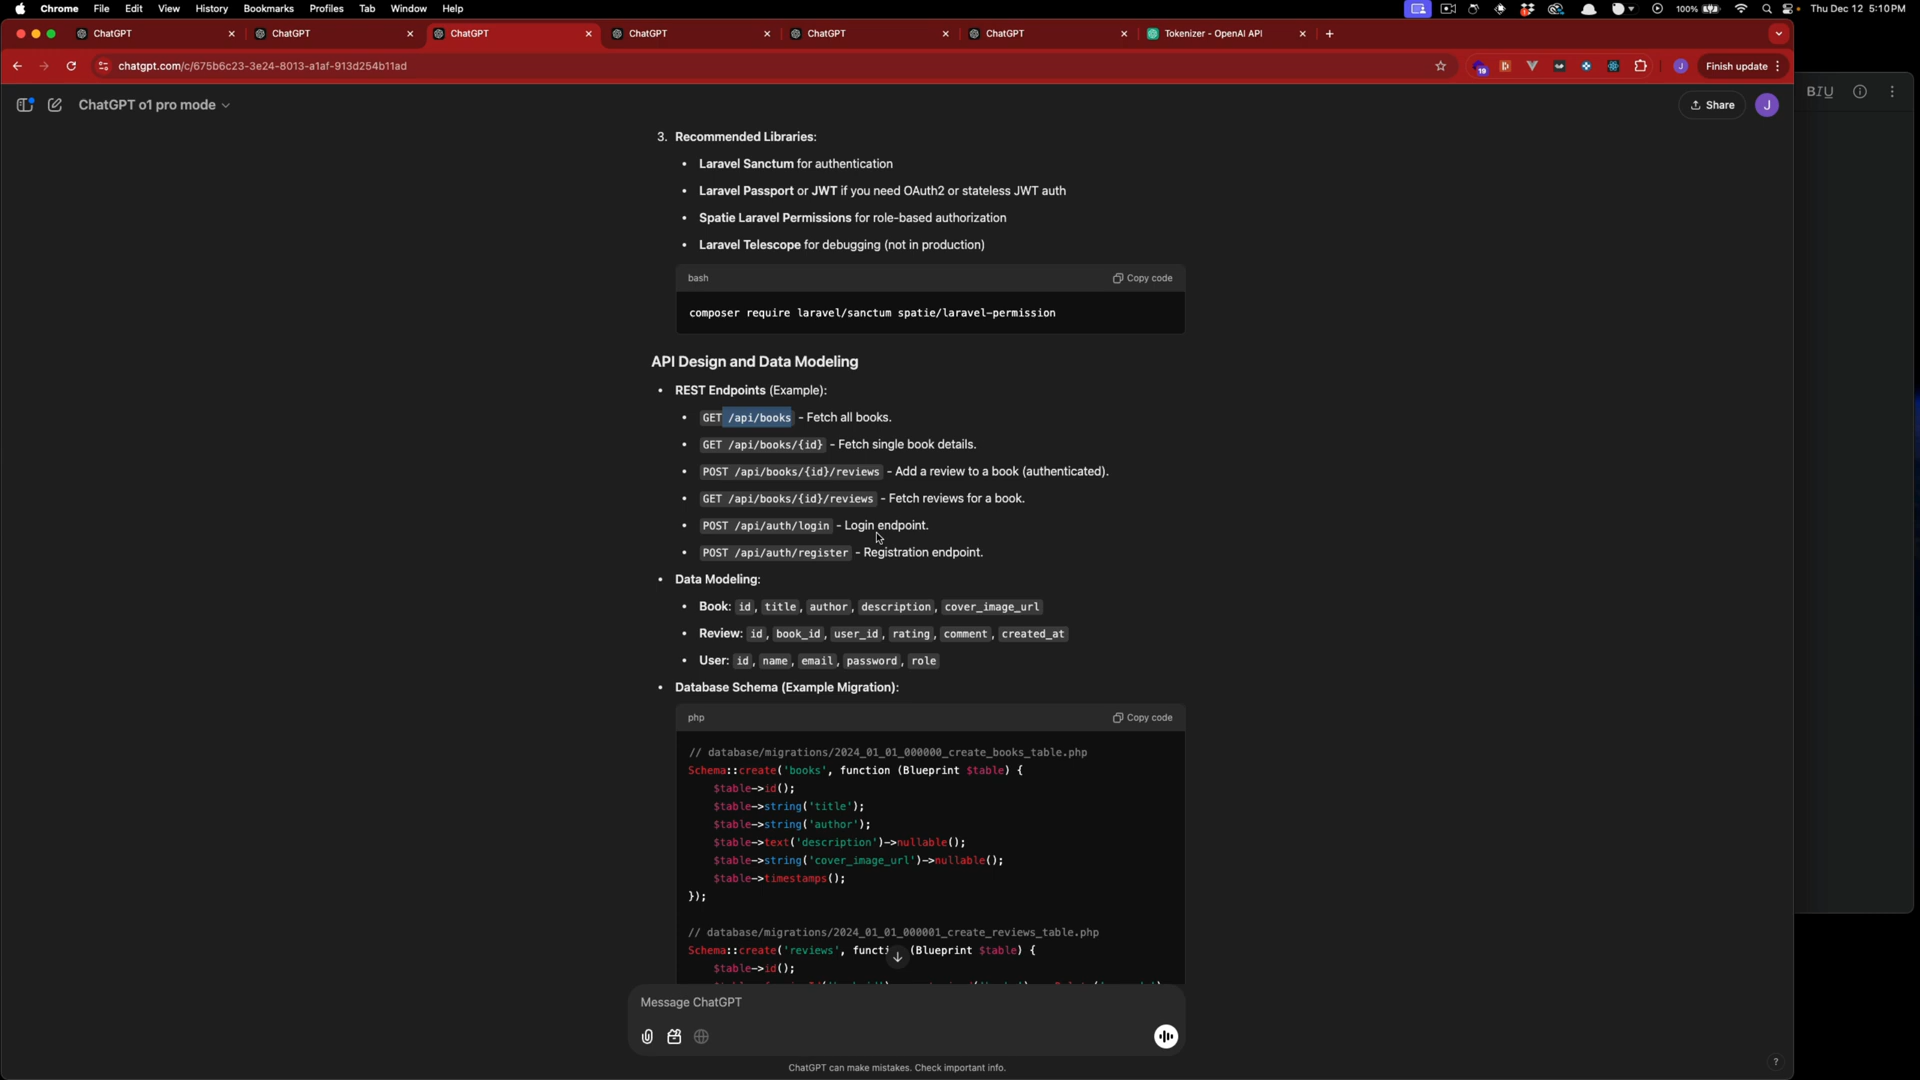 Chrome File Edit View History Bookmarks Profiles Tab Window Help 100% Thu Dec 12 5:10 PM
ChatGPT ChatGPT ChatGPT ChatGPT ChatGPT ChatGPT Tokenizer - OpenAI API
chatgpt.com/c/675b6c23-3e24-8013-a1af-913d254b11ad 19 J Finish update
ChatGPT o1 pro mode Share J BIU
3. Recommended Libraries:
• Laravel Sanctum for authentication
• Laravel Passport or JWT if you need OAuth2 or stateless JWT auth
• Spatie Laravel Permissions for role-based authorization
• Laravel Telescope for debugging (not in production)
bash Copy code
composer require laravel/sanctum spatie/laravel-permission
API Design and Data Modeling
• REST Endpoints (Example):
• GET /api/books - Fetch all books.
• GET /api/books/{id} - Fetch single book details.
• POST /api/books/{id}/reviews - Add a review to a book (authenticated).
• GET /api/books/{id}/reviews - Fetch reviews for a book.
• POST /api/auth/login - Login endpoint.
• POST /api/auth/register - Registration endpoint.
• Data Modeling:
• Book: id, title, author, description, cover_image_url
• Review: id, book_id, user_id, rating, comment, created_at
• User: id, name, email, password, role
• Database Schema (Example Migration):
php Copy code
// database/migrations/2024_01_01_000000_create_books_table.php
Schema::create('books', function (Blueprint $table) {
$table->id();
$table->string('title');
$table->string('author');
$table->text('description')->nullable();
$table->string('cover_image_url')->nullable();
$table->timestamps();
});
// database/migrations/2024_01_01_000001_create_reviews_table.php
Schema::create('reviews', functi (Blueprint $table) {
$table->id();
Message ChatGPT
ChatGPT can make mistakes. Check important info.
?